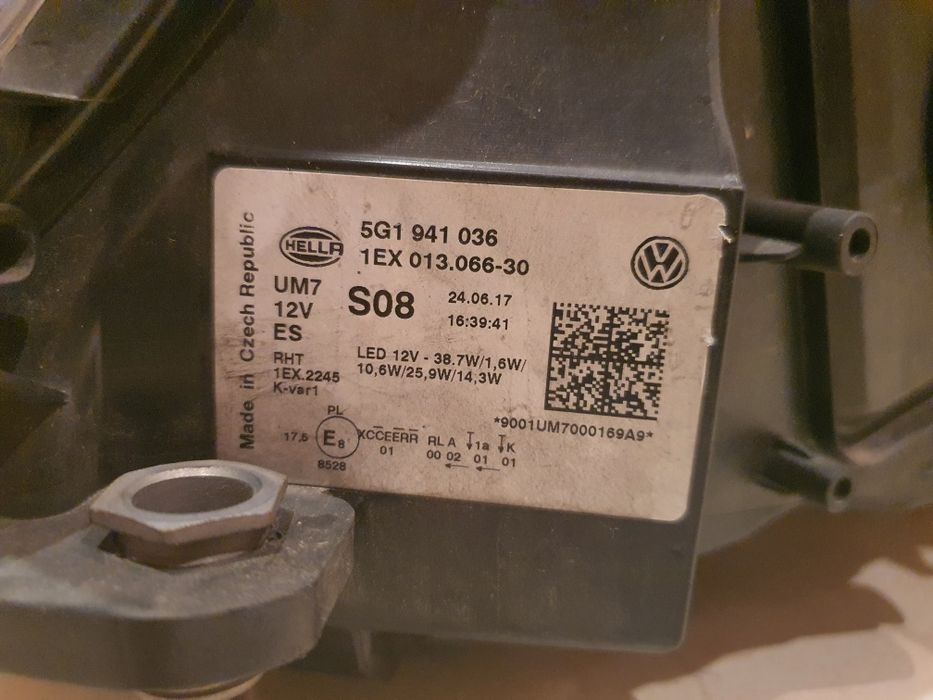 Made in Czech Republic
HELLA
5G1 941 036
1EX 013.066-30
UM7
12V
ES
S08
24.06.17
16:39:41
RHT
1EX.2245
K-var1
LED 12V - 38.7W/1,6W/
10,6W/25,9W/14,3W
*9001UM7000169A9*
PL
17.5 E8 XCCEERR RL A 1a K
01 00 02 01 01
8528